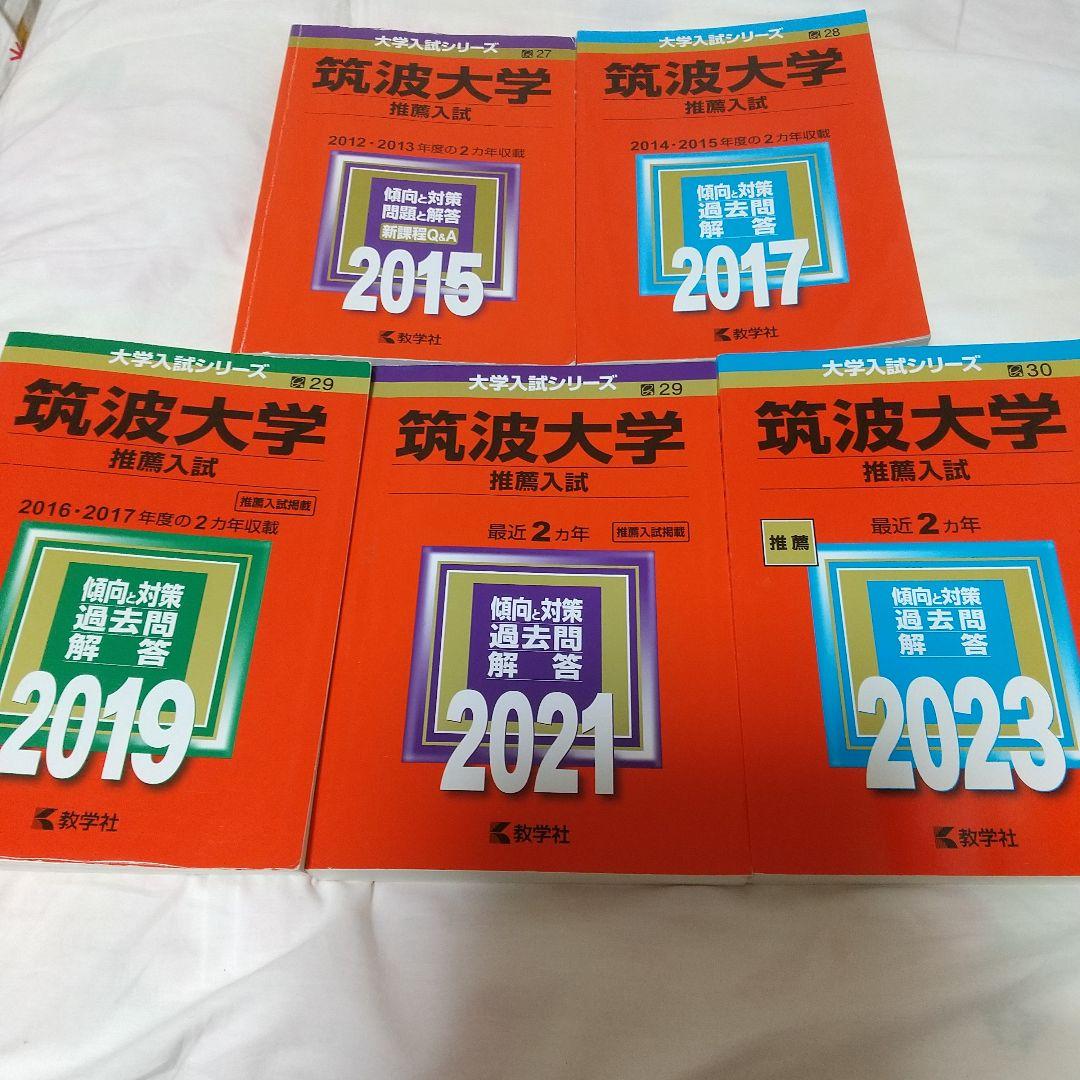 大学入試シリーズ
27
筑波大学
推薦入試
2012・2013年度の2カ年収載
傾向と対策
問題と解答
新課程Q&A
2015
教学社
大学入試シリーズ
28
筑波大学
推薦入試
2014・2015年度の2カ年収載
傾向と対策
過去問
解答
2017
教学社
大学入試シリーズ
29
筑波大学
推薦入試
推薦入試掲載
2016・2017年度の2カ年収載
傾向と対策
過去問
解答
2019
教学社
大学入試シリーズ
29
筑波大学
推薦入試
最近2カ年
推薦入試掲載
傾向と対策
過去問
解答
2021
教学社
大学入試シリーズ
30
筑波大学
推薦入試
最近2カ年
推薦
傾向と対策
過去問
解答
2023
教学社